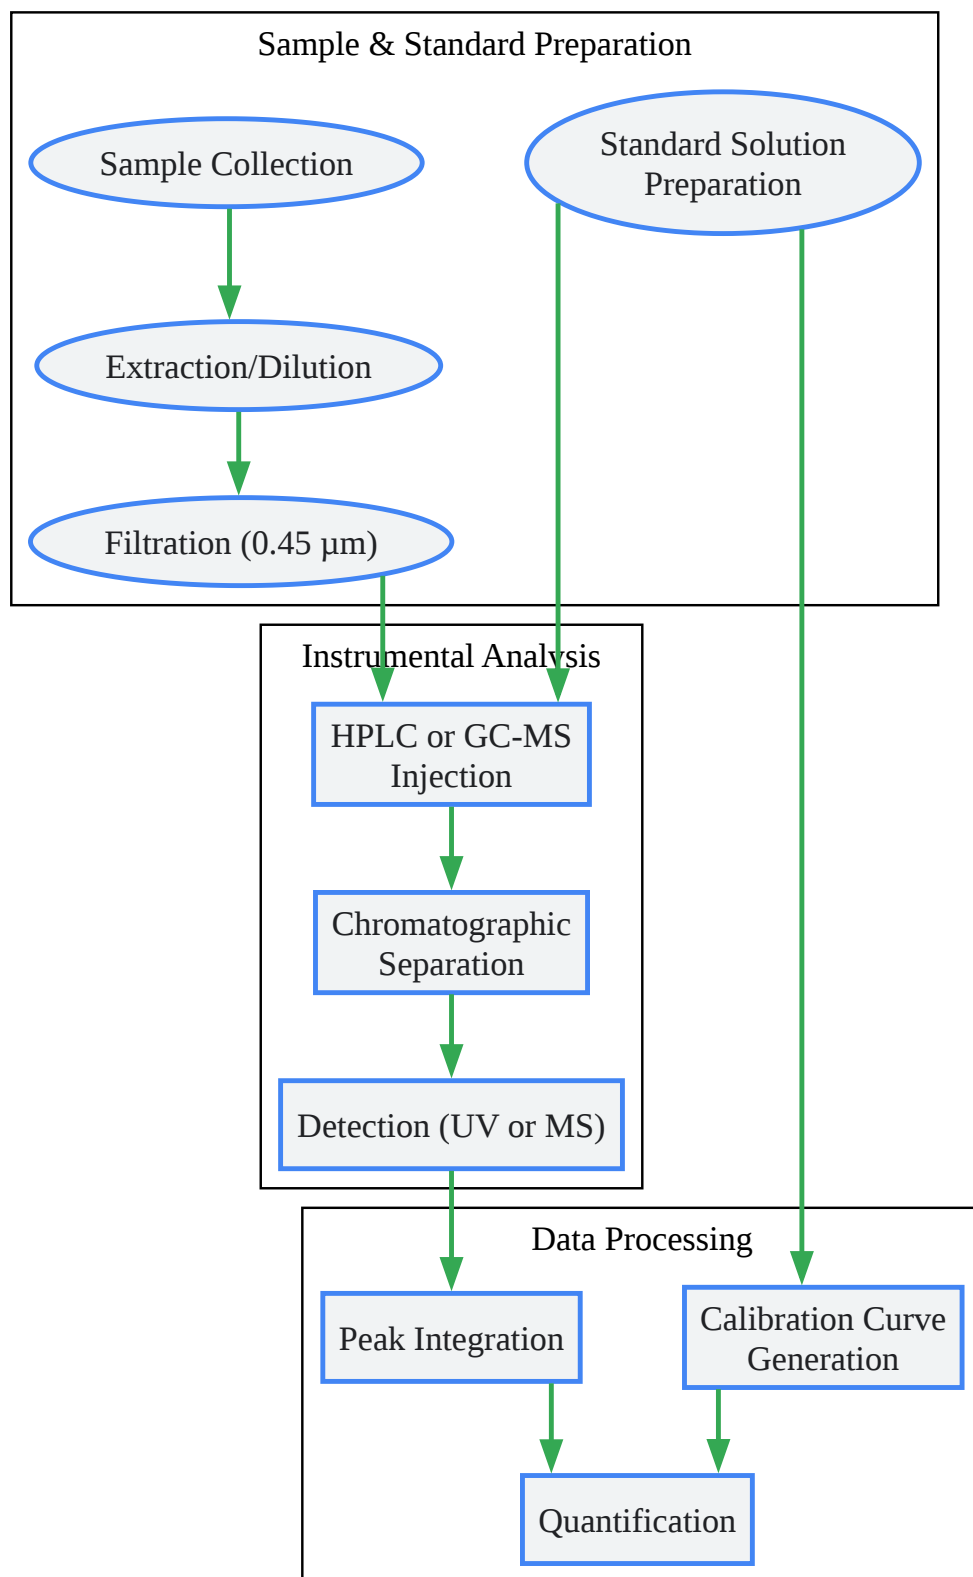 Sample & Standard Preparation
Sample Collection
Standard Solution
Preparation
Extraction/Dilution
Filtration (0.45 µm)
Instrumental Analysis
HPLC or GC-MS
Injection
Chromatographic
Separation
Detection (UV or MS)
Data Processing
Peak Integration
Calibration Curve
Generation
Quantification